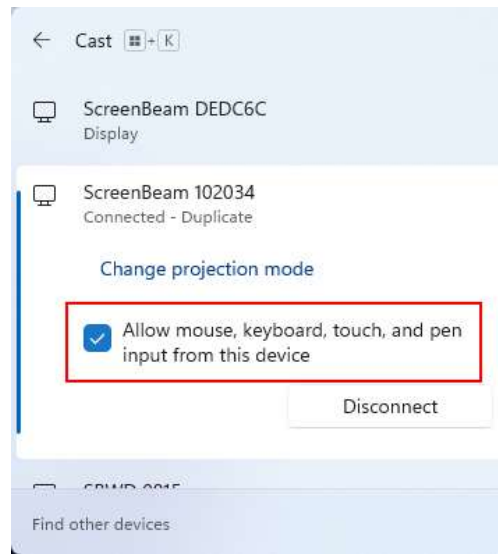 Cast + K
ScreenBeam DEDC6C
Display
ScreenBeam 102034
Connected - Duplicate
Change projection mode
Allow mouse, keyboard, touch, and pen
input from this device
Disconnect
Find other devices